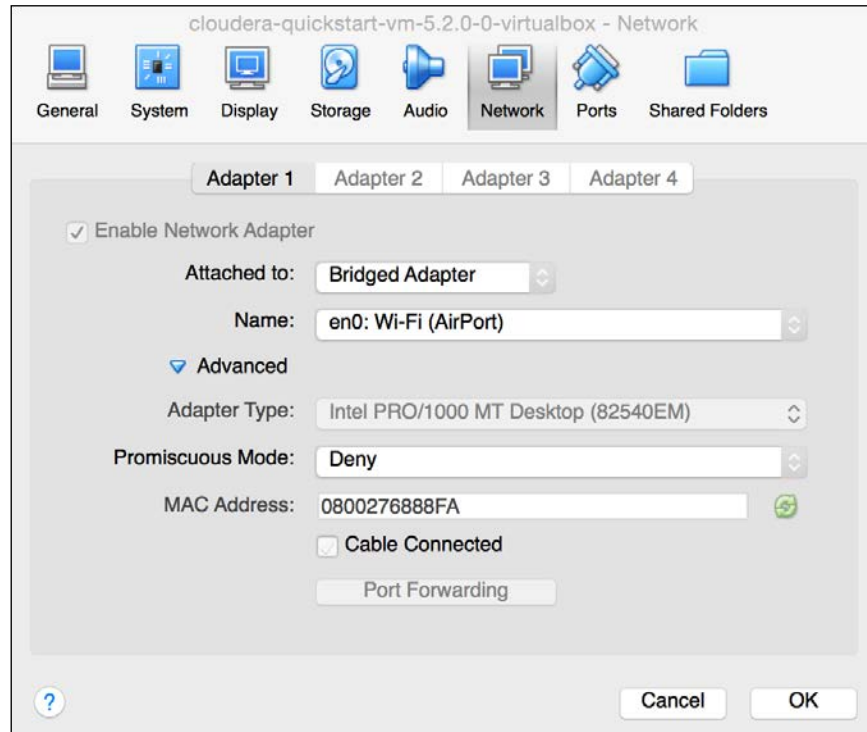 cloudera-quickstart-vm-5.2.0-0-virtualbox - Network
General System Display Storage Audio Network Ports Shared Folders
Adapter 1 Adapter 2 Adapter 3 Adapter 4
Enable Network Adapter
Attached to: Bridged Adapter
Name: en0: Wi-Fi (AirPort)
Advanced
Adapter Type: Intel PRO/1000 MT Desktop (82540EM)
Promiscuous Mode: Deny
MAC Address: 0800276888FA
Cable Connected
Port Forwarding
? Cancel OK